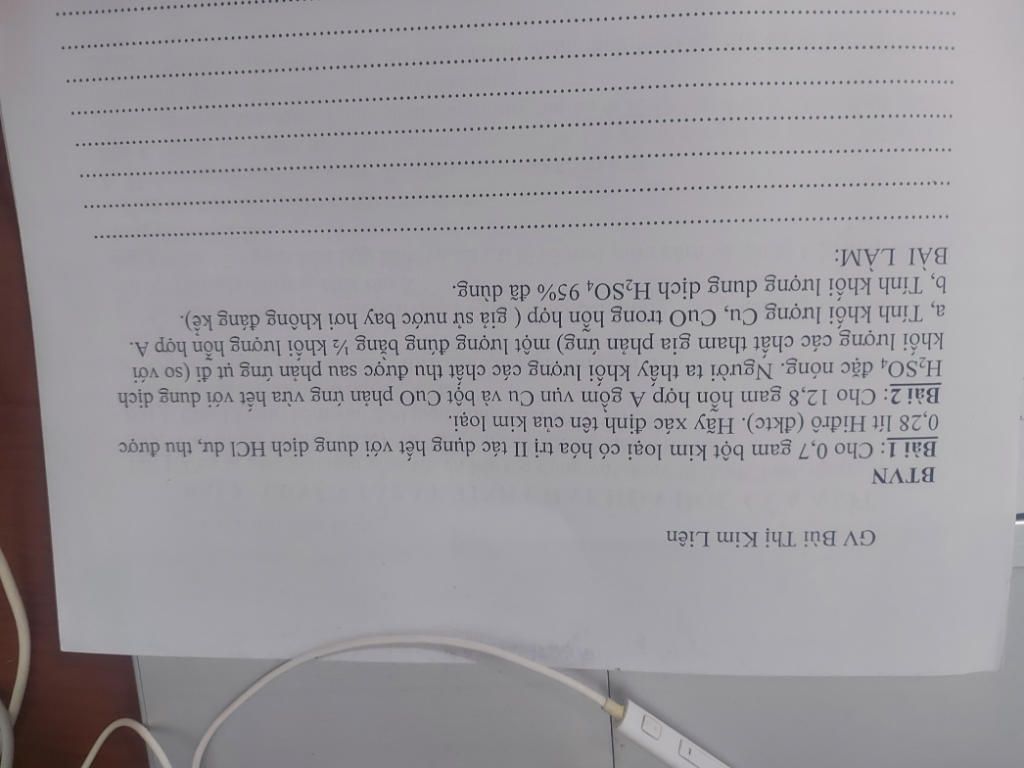 GV Bùi Thị Kim Liên
BTVN
Bài 1: Cho 0,7 gam bột kim loại có hóa trị II tác dụng hết với dung dịch HCl dư, thu được
0,28 lít Hiđrô (đktc). Hãy xác định tên của kim loại.
Bài 2: Cho 12,8 gam hỗn hợp A gồm vụn Cu và bột CuO phản ứng vừa hết với dung dịch
H₂SO₄ đặc nóng. Người ta thấy khối lượng các chất thu được sau phản ứng ụt đi (so với
khối lượng các chất tham gia phản ứng) một lượng đúng bằng ½ khối lượng hỗn hợp A.
a, Tính khối lượng Cu, CuO trong hỗn hợp ( giả sử nước bay hơi không đáng kể).
b, Tính khối lượng dung dịch H₂SO₄ 95% đã dùng.
BÀI LÀM: